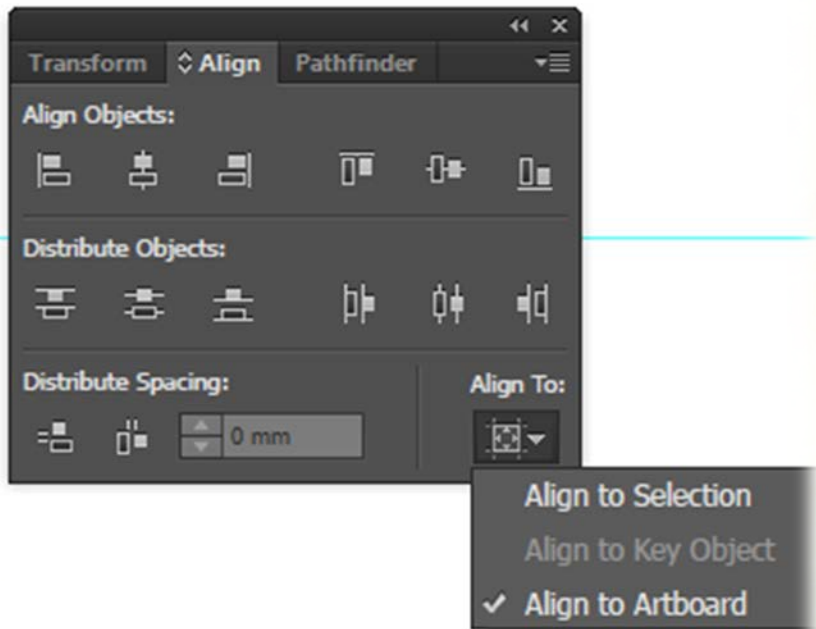 Transform Align Pathfinder
Align Objects:
Distribute Objects:
Distribute Spacing: Align To:
0 mm
Align to Selection
Align to Key Object
Align to Artboard